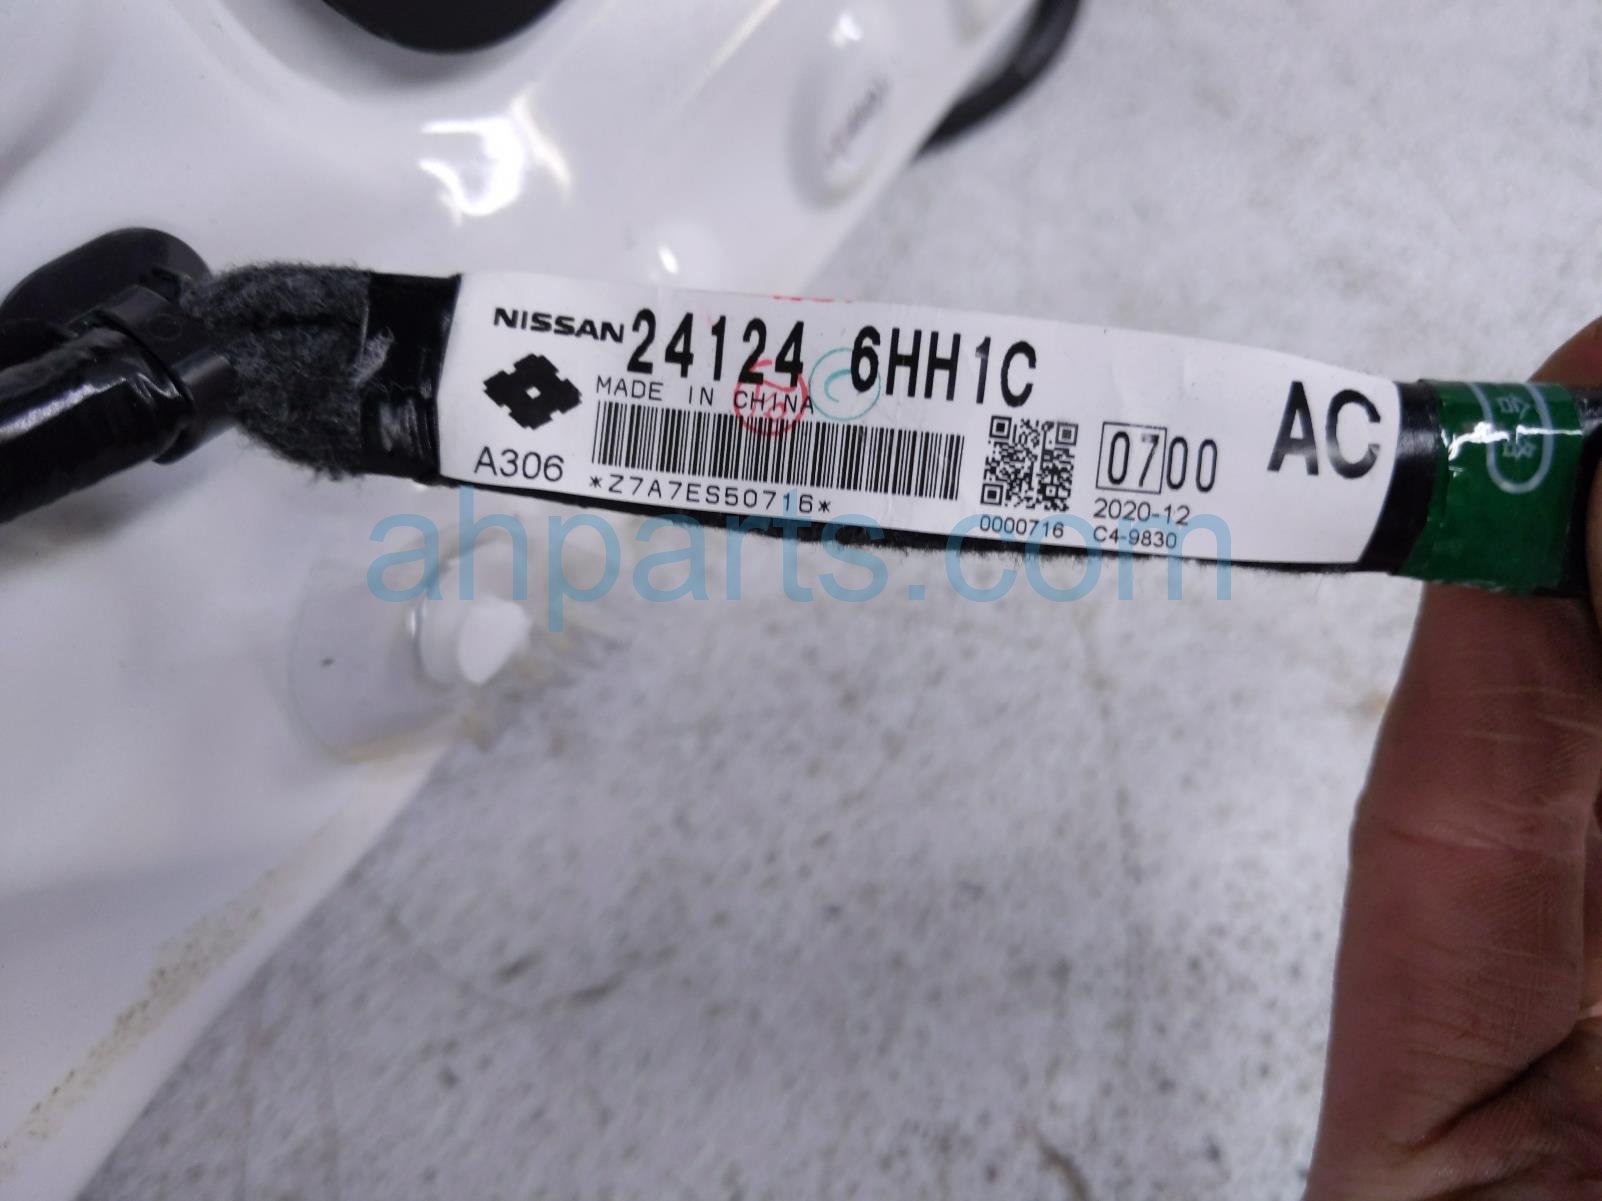 NISSAN 24124 6HH1C
MADE IN CHINA
A306
*Z7A7ES50716*
0000716
0700
2020-12
C4-9830
AC
ahparts.com